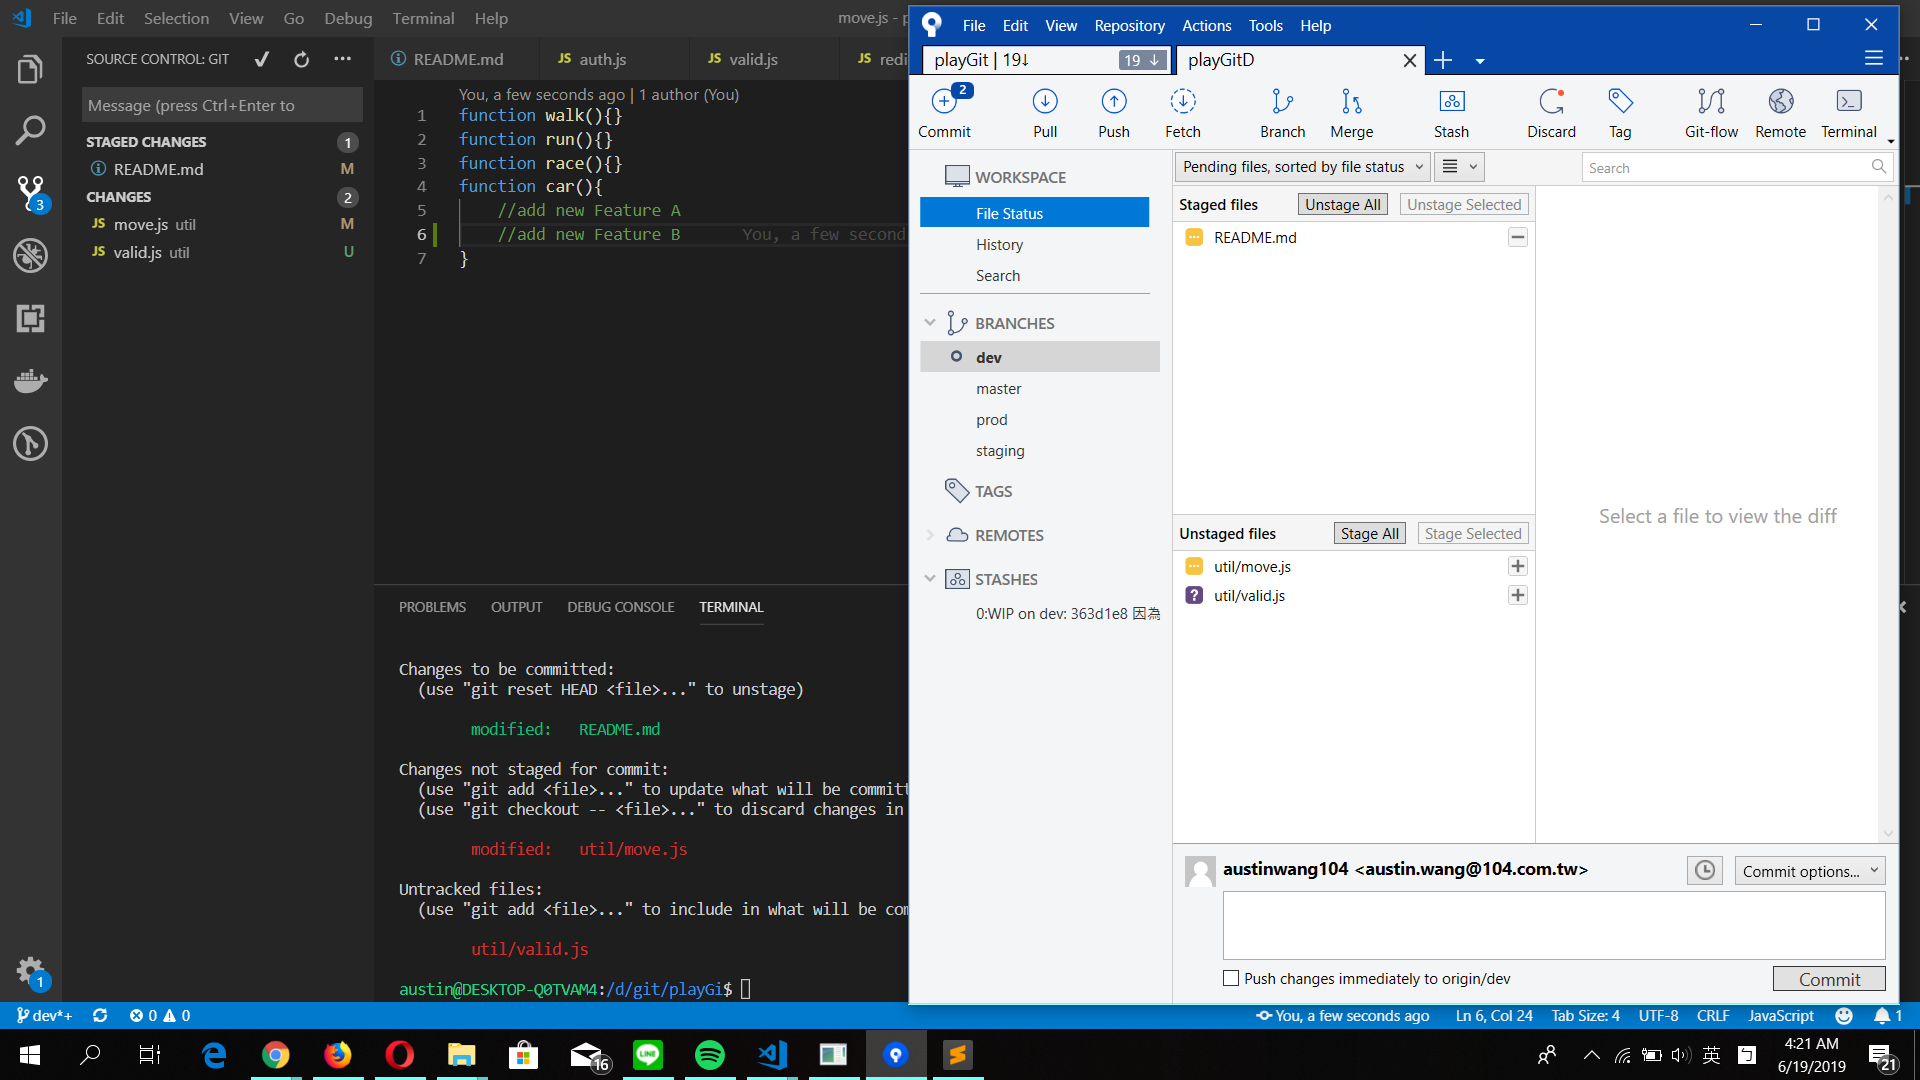 File Edit Selection View Go Debug Terminal Help move.js - p
SOURCE CONTROL: GIT
Message (press Ctrl+Enter to
STAGED CHANGES 1
README.md M
CHANGES 2
JS move.js util M
JS valid.js util U
3
1
README.md JS auth.js JS valid.js JS redi
You, a few seconds ago | 1 author (You)
1 function walk(){}
2 function run(){}
3 function race(){}
4 function car(){
5 //add new Feature A
6 //add new Feature B You, a few second
7 }
PROBLEMS OUTPUT DEBUG CONSOLE TERMINAL
Changes to be committed:
(use "git reset HEAD <file>..." to unstage)
modified: README.md
Changes not staged for commit:
(use "git add <file>..." to update what will be committ
(use "git checkout -- <file>..." to discard changes in
modified: util/move.js
Untracked files:
(use "git add <file>..." to include in what will be com
util/valid.js
austin@DESKTOP-Q0TVAM4:/d/git/playGi$
File Edit View Repository Actions Tools Help
playGit | 19↓ 19 ↓ playGitD
2
Commit Pull Push Fetch Branch Merge Stash Discard Tag Git-flow Remote Terminal
WORKSPACE
File Status
History
Search
BRANCHES
dev
master
prod
staging
TAGS
REMOTES
STASHES
0:WIP on dev: 363d1e8 因為
Pending files, sorted by file status
Search
Staged files Unstage All Unstage Selected
README.md
Unstaged files Stage All Stage Selected
util/move.js
? util/valid.js
Select a file to view the diff
austinwang104 <austin.wang@104.com.tw>
Commit options...
Push changes immediately to origin/dev
Commit
dev*+ 0 0 You, a few seconds ago Ln 6, Col 24 Tab Size: 4 UTF-8 CRLF JavaScript 1
16
LINE
英
4:21 AM
6/19/2019
21